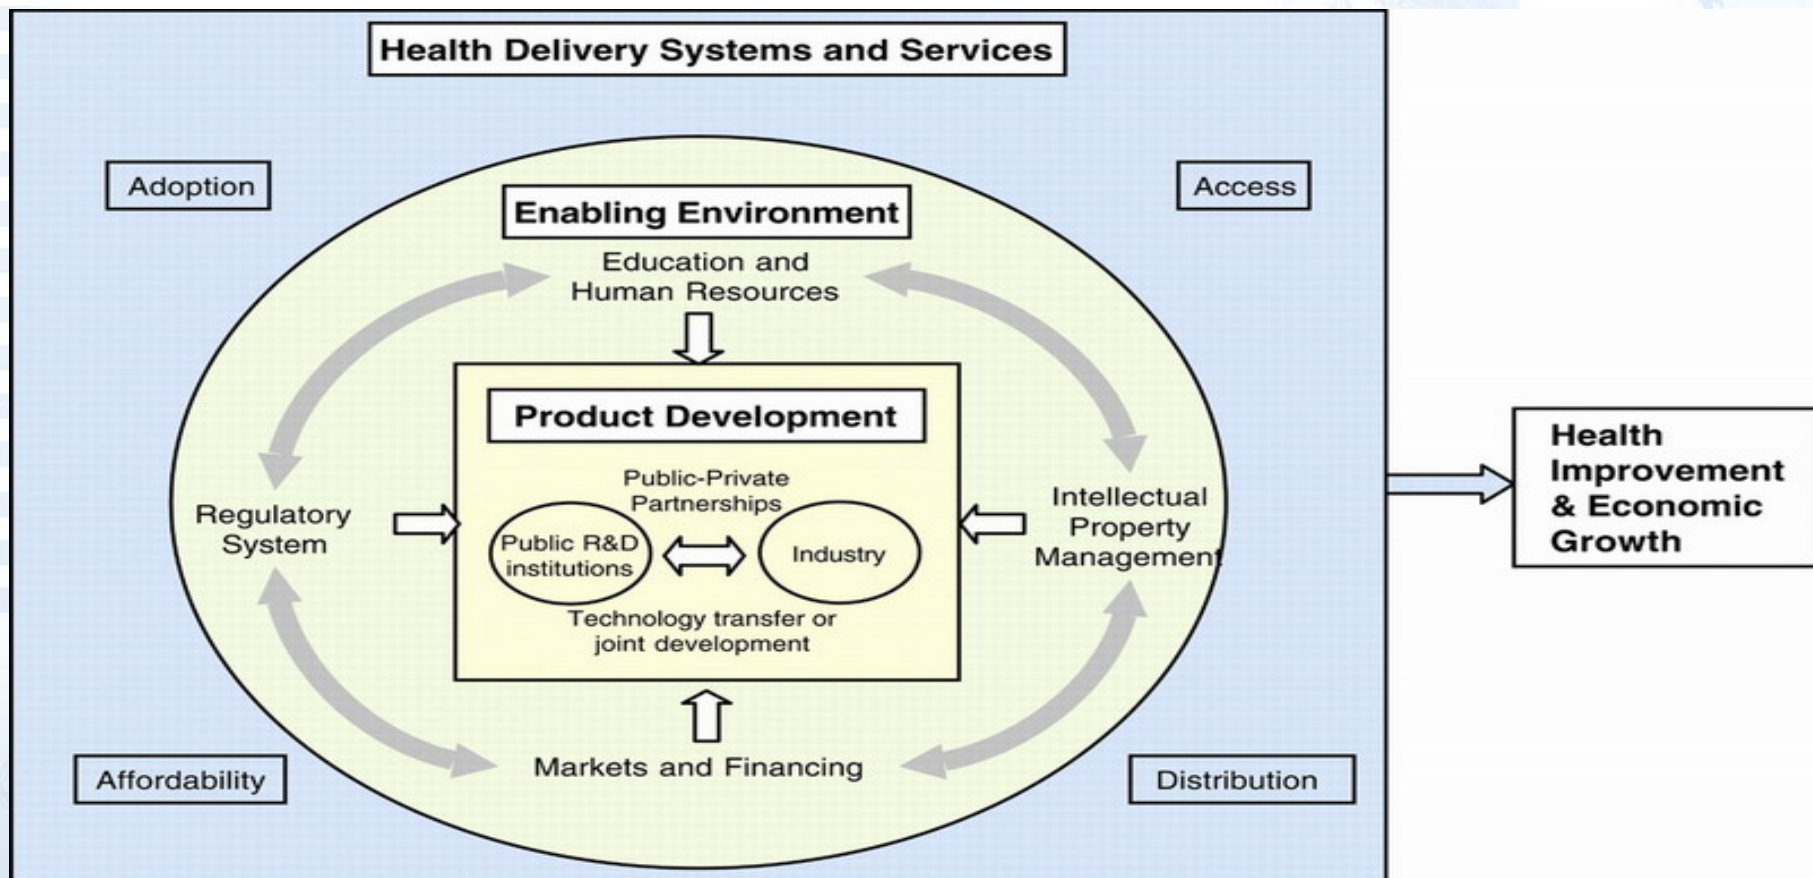 Health Delivery Systems and Services
Adoption
Access
Enabling Environment
Education and
Human Resources
Product Development
Public-Private
Partnerships
Regulatory
System
Public R&D
institutions
Industry
Intellectual
Property
Management
Technology transfer or
joint development
Health
Improvement
& Economic
Growth
Affordability
Markets and Financing
Distribution